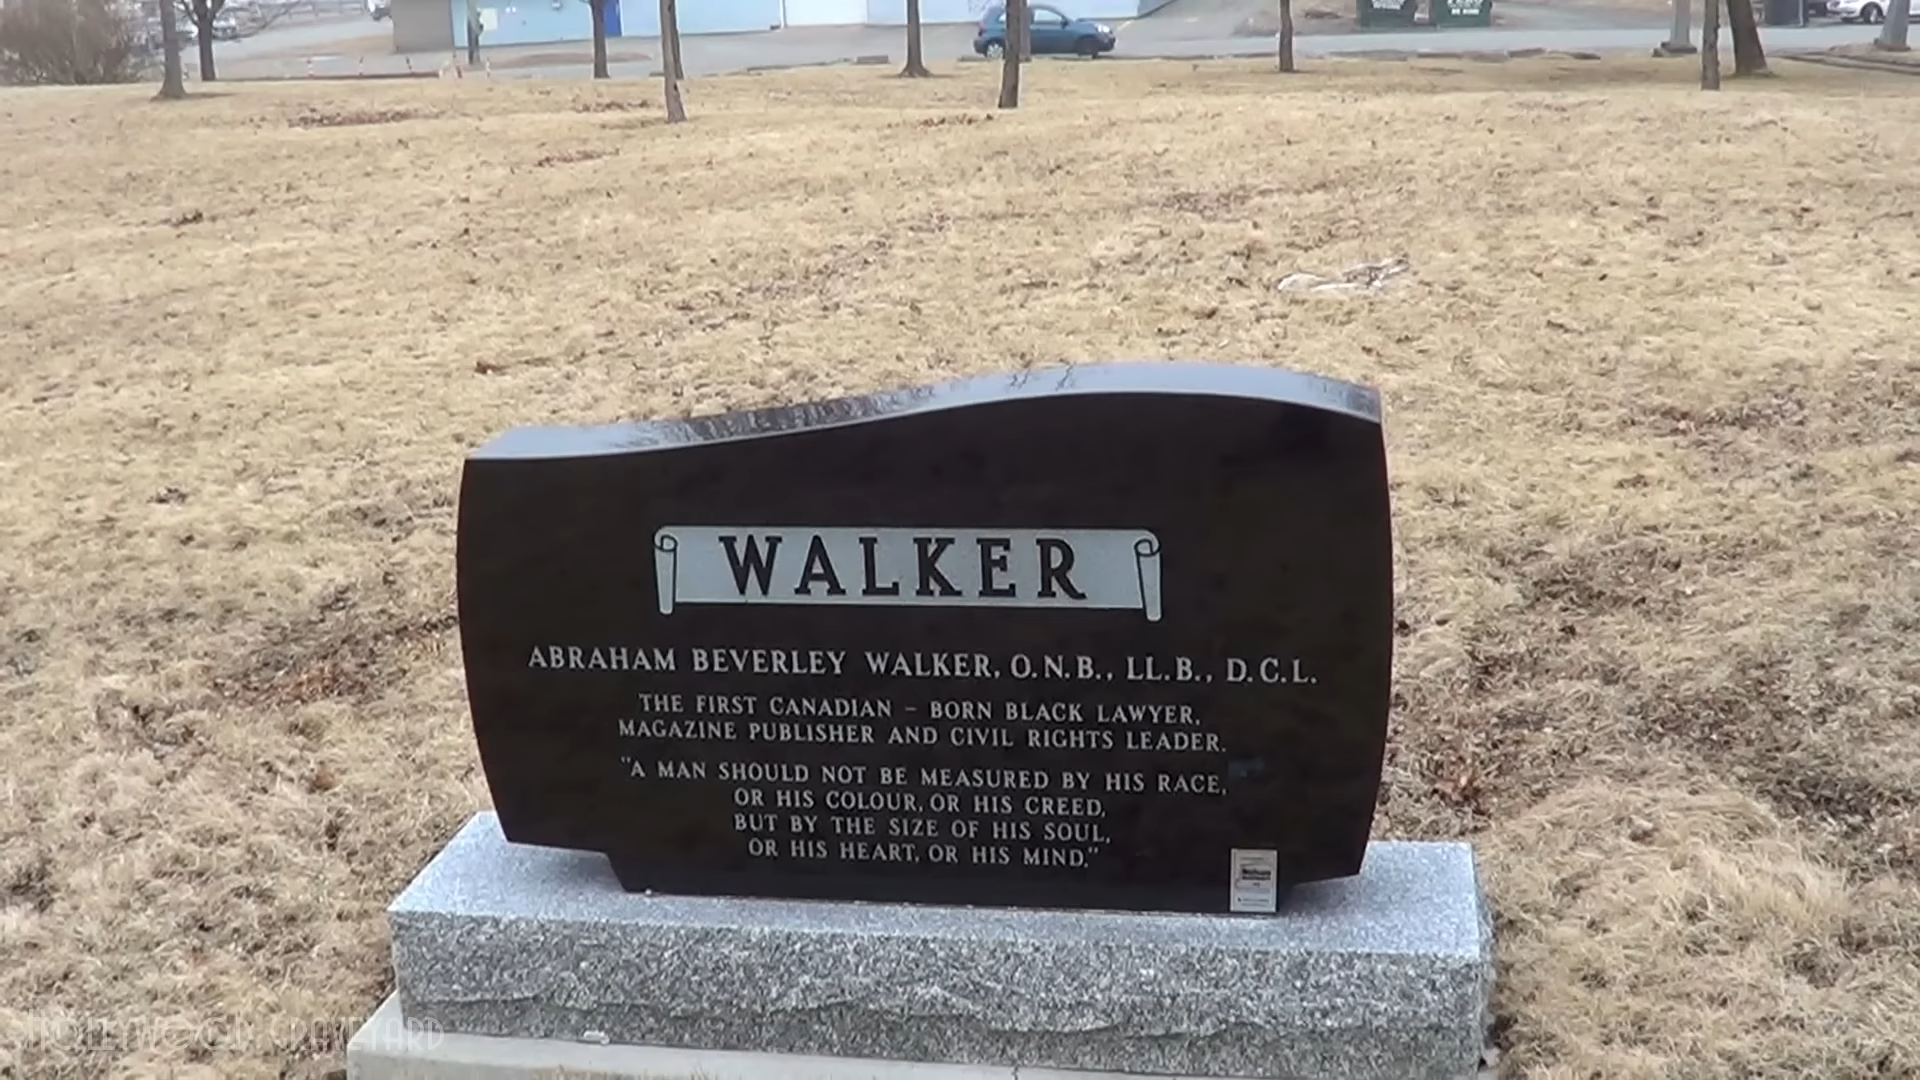 WALKER
ABRAHAM BEVERLEY WALKER, O.N.B., LL.B., D.C.L.
THE FIRST CANADIAN - BORN BLACK LAWYER,
MAGAZINE PUBLISHER AND CIVIL RIGHTS LEADER.
"A MAN SHOULD NOT BE MEASURED BY HIS RACE,
OR HIS COLOUR, OR HIS CREED,
BUT BY THE SIZE OF HIS SOUL,
OR HIS HEART, OR HIS MIND."
HOLLYWOOD GRAVEYARD